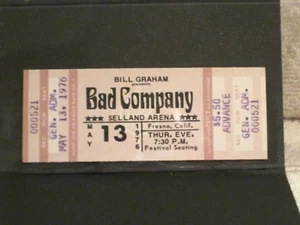 000521
GEN. ADM.
MAY 13, 1976
BILL GRAHAM
presents
Bad Company
★★★ SELLAND ARENA ★★★
MAY
13
1976
Fresno, Calif.
THUR. EVE.
7:30 P.M.
Festival Seating
$5.50
ADVANCE
GEN. ADM.
000521